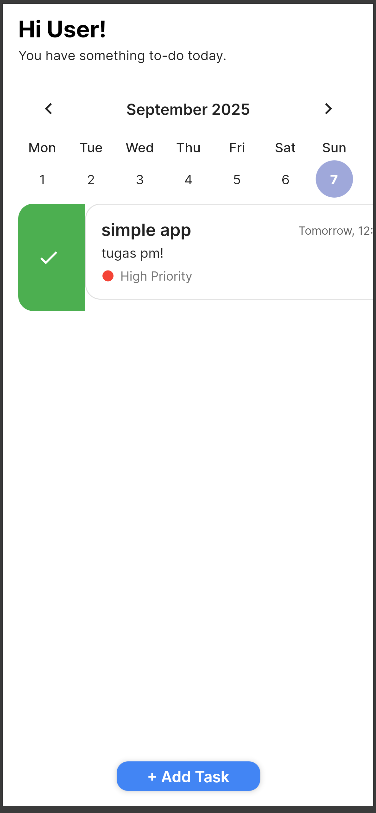 Hi User!
You have something to-do today.
September 2025
Mon Tue Wed Thu Fri Sat Sun
1 2 3 4 5 6 7
simple app Tomorrow, 12:
tugas pm!
High Priority
+ Add Task